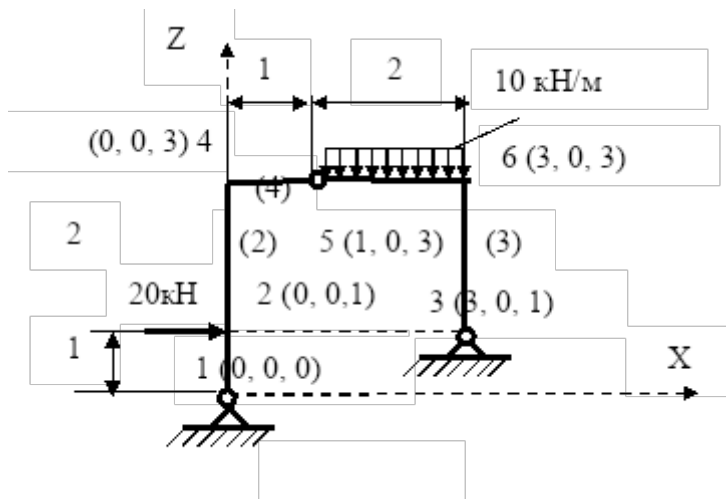 Z
1
2
10 кН/м
(0, 0, 3) 4
6 (3, 0, 3)
(4)
2
(2)
5 (1, 0, 3)
(3)
20кН
2 (0, 0,1)
3 (3, 0, 1)
1
1 (0, 0, 0)
X